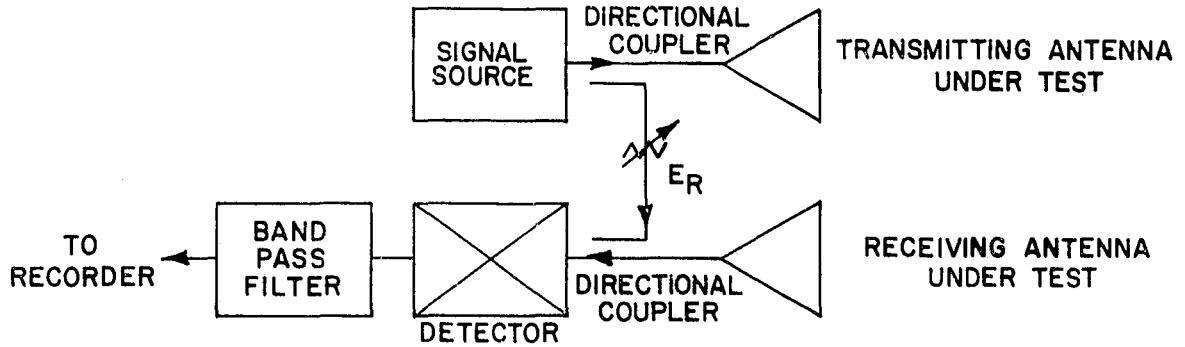 DIRECTIONAL
COUPLER
SIGNAL
SOURCE
TRANSMITTING ANTENNA
UNDER TEST
E_R
TO
RECORDER
BAND
PASS
FILTER
DETECTOR
DIRECTIONAL
COUPLER
RECEIVING ANTENNA
UNDER TEST